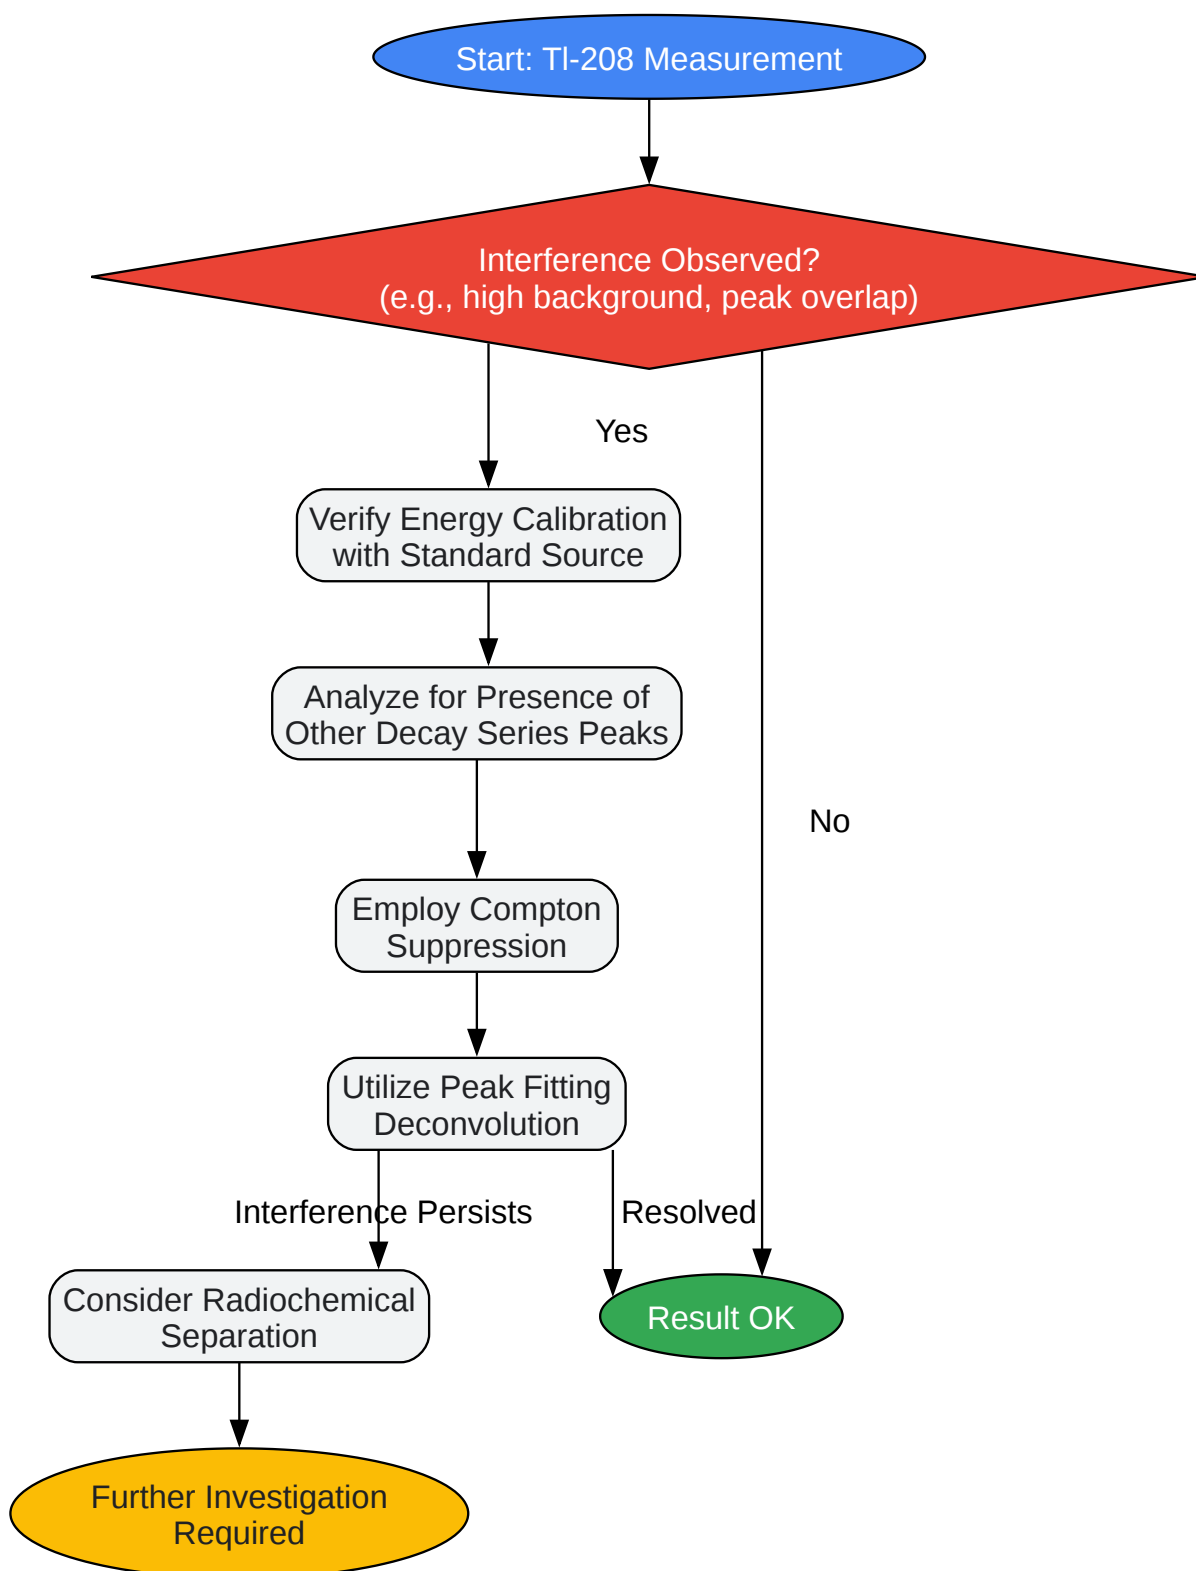 Start: Tl-208 Measurement
Interference Observed?
(e.g., high background, peak overlap)
Yes
Verify Energy Calibration
with Standard Source
Analyze for Presence of
Other Decay Series Peaks
No
Employ Compton
Suppression
Utilize Peak Fitting
Deconvolution
Interference Persists
Resolved
Consider Radiochemical
Separation
Result OK
Further Investigation
Required